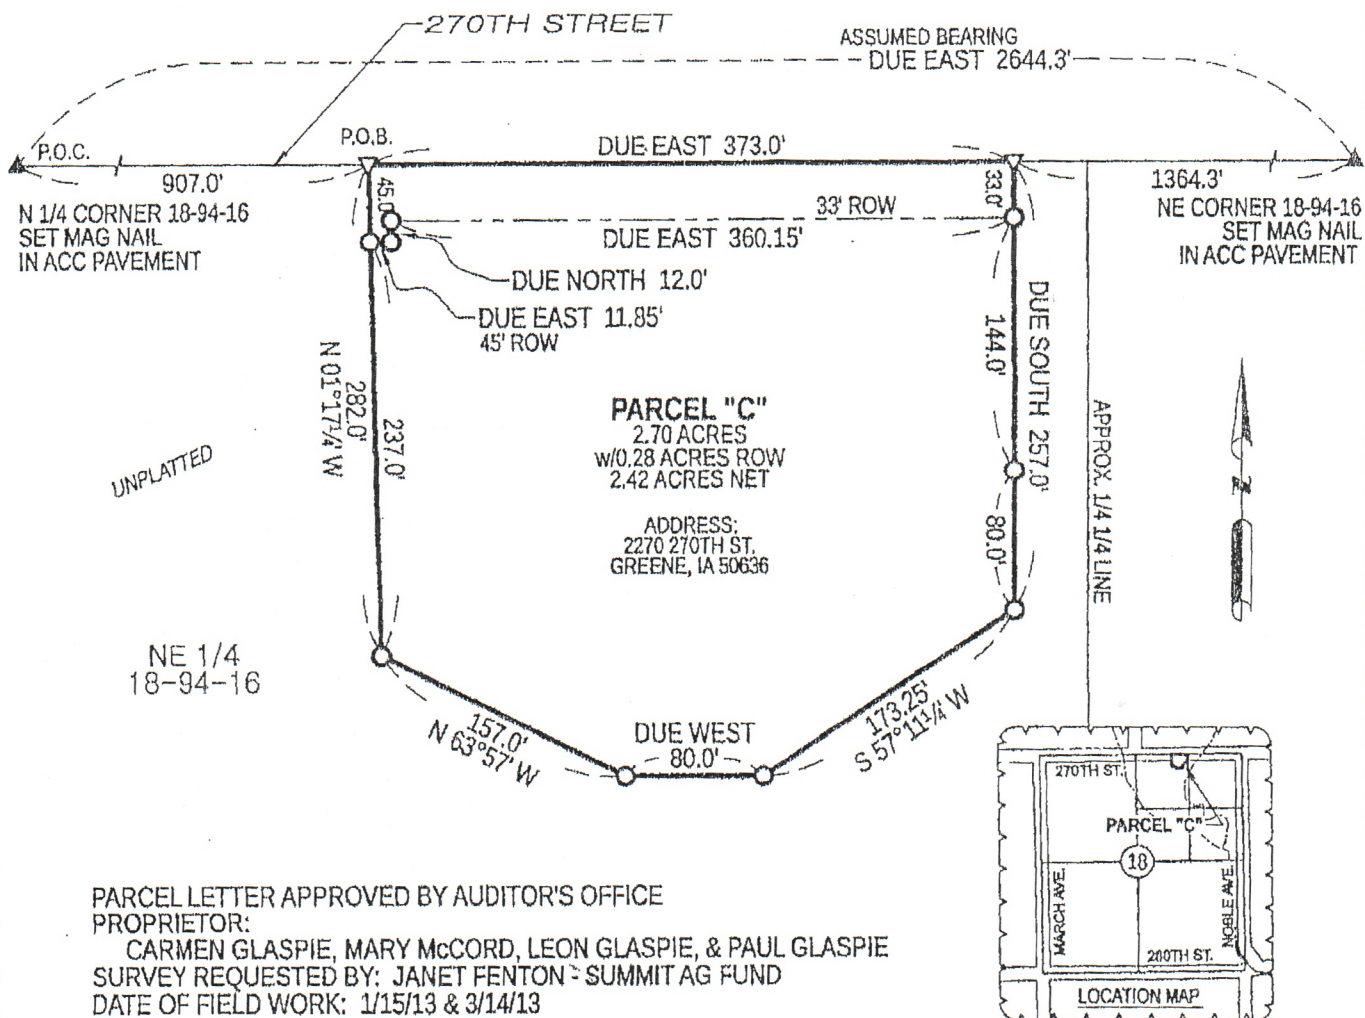 270TH STREET
ASSUMED BEARING
DUE EAST 2644.3'
P.O.C.
P.O.B.
DUE EAST 373.0'
907.0'
1364.3'
45.0'
33.0'
N 1/4 CORNER 18-94-16
SET MAG NAIL
IN ACC PAVEMENT
NE CORNER 18-94-16
SET MAG NAIL
IN ACC PAVEMENT
33' ROW
DUE EAST 360.15'
DUE NORTH 12.0'
DUE EAST 11.85'
45' ROW
N 01°17¼' W
282.0'
237.0'
144.0'
DUE SOUTH 257.0'
80.0'
APPROX. 1/4 1/4 LINE
N
PARCEL "C"
2.70 ACRES
w/0.28 ACRES ROW
2.42 ACRES NET
ADDRESS:
2270 270TH ST.
GREENE, IA 50636
UNPLATTED
NE 1/4
18-94-16
157.0'
N 63°57' W
DUE WEST
80.0'
173.25'
S 57°11¼' W
270TH ST.
PARCEL "C"
18
MARCH AVE.
NOBLE AVE.
280TH ST.
LOCATION MAP
PARCEL LETTER APPROVED BY AUDITOR'S OFFICE
PROPRIETOR:
CARMEN GLASPIE, MARY McCORD, LEON GLASPIE, & PAUL GLASPIE
SURVEY REQUESTED BY: JANET FENTON - SUMMIT AG FUND
DATE OF FIELD WORK: 1/15/13 & 3/14/13